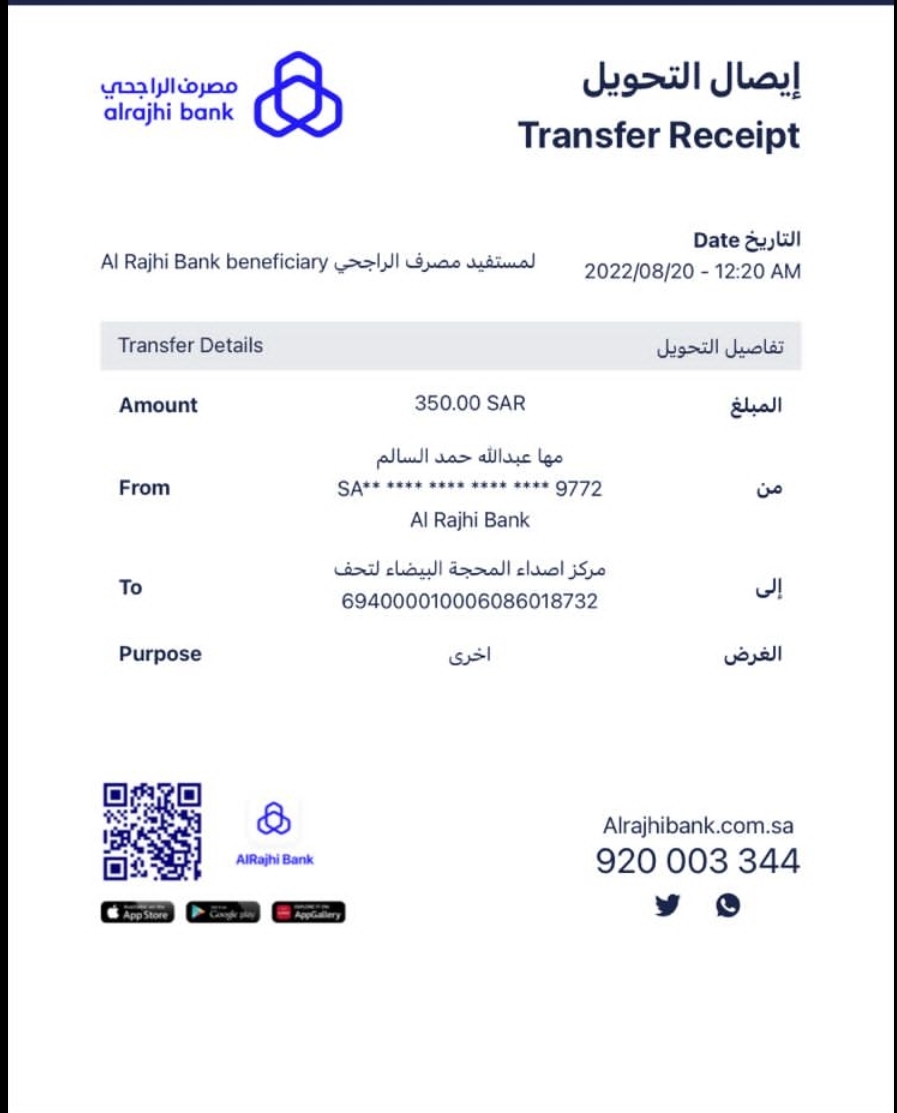 مصرف الراجحي
alrajhi bank
إيصال التحويل
Transfer Receipt
التاريخ Date
2022/08/20 - 12:20 AM
لمستفيد مصرف الراجحي Al Rajhi Bank beneficiary
Transfer Details تفاصيل التحويل
Amount 350.00 SAR المبلغ
مها عبدالله حمد السالم
From SA** **** **** **** **** 9772 من
Al Rajhi Bank
مركز اصداء المحجة البيضاء لتحف
To إلى
694000010006086018732
Purpose اخرى الغرض
AlRajhi Bank
App Store
Google play
AppGallery
Alrajhibank.com.sa
920 003 344